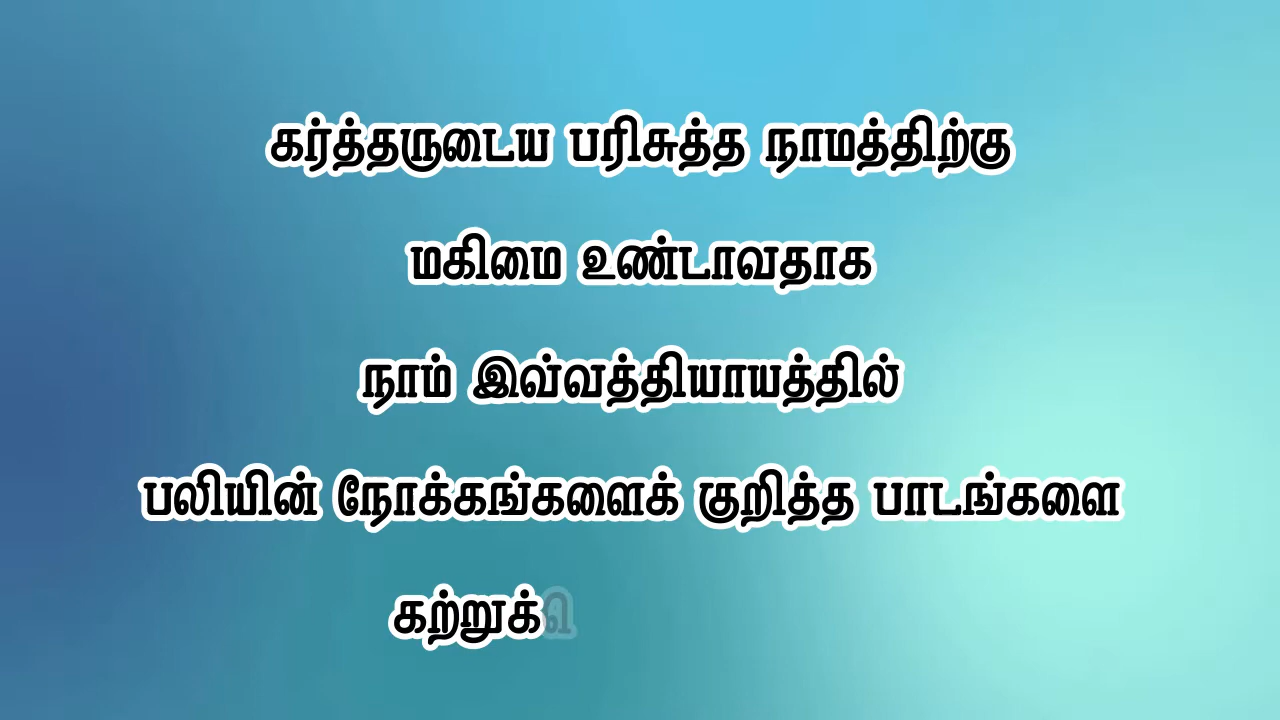 கர்த்தருடைய பரிசுத்த நாமத்திற்கு
மகிமை உண்டாவதாக
நாம் இவ்வத்தியாயத்தில்
பலியின் நோக்கங்களைக் குறித்த பாடங்களை
கற்றுக்